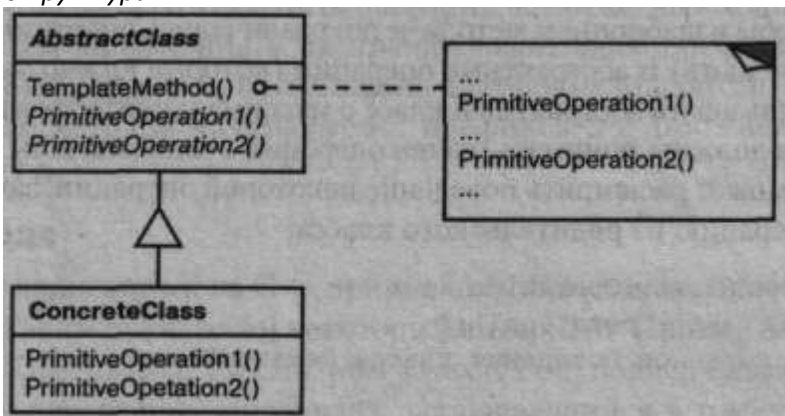 AbstractClass
TemplateMethod()
PrimitiveOperation1()
PrimitiveOperation2()
...
PrimitiveOperation1()
...
PrimitiveOperation2()
...
ConcreteClass
PrimitiveOperation1()
PrimitiveOpetation2()